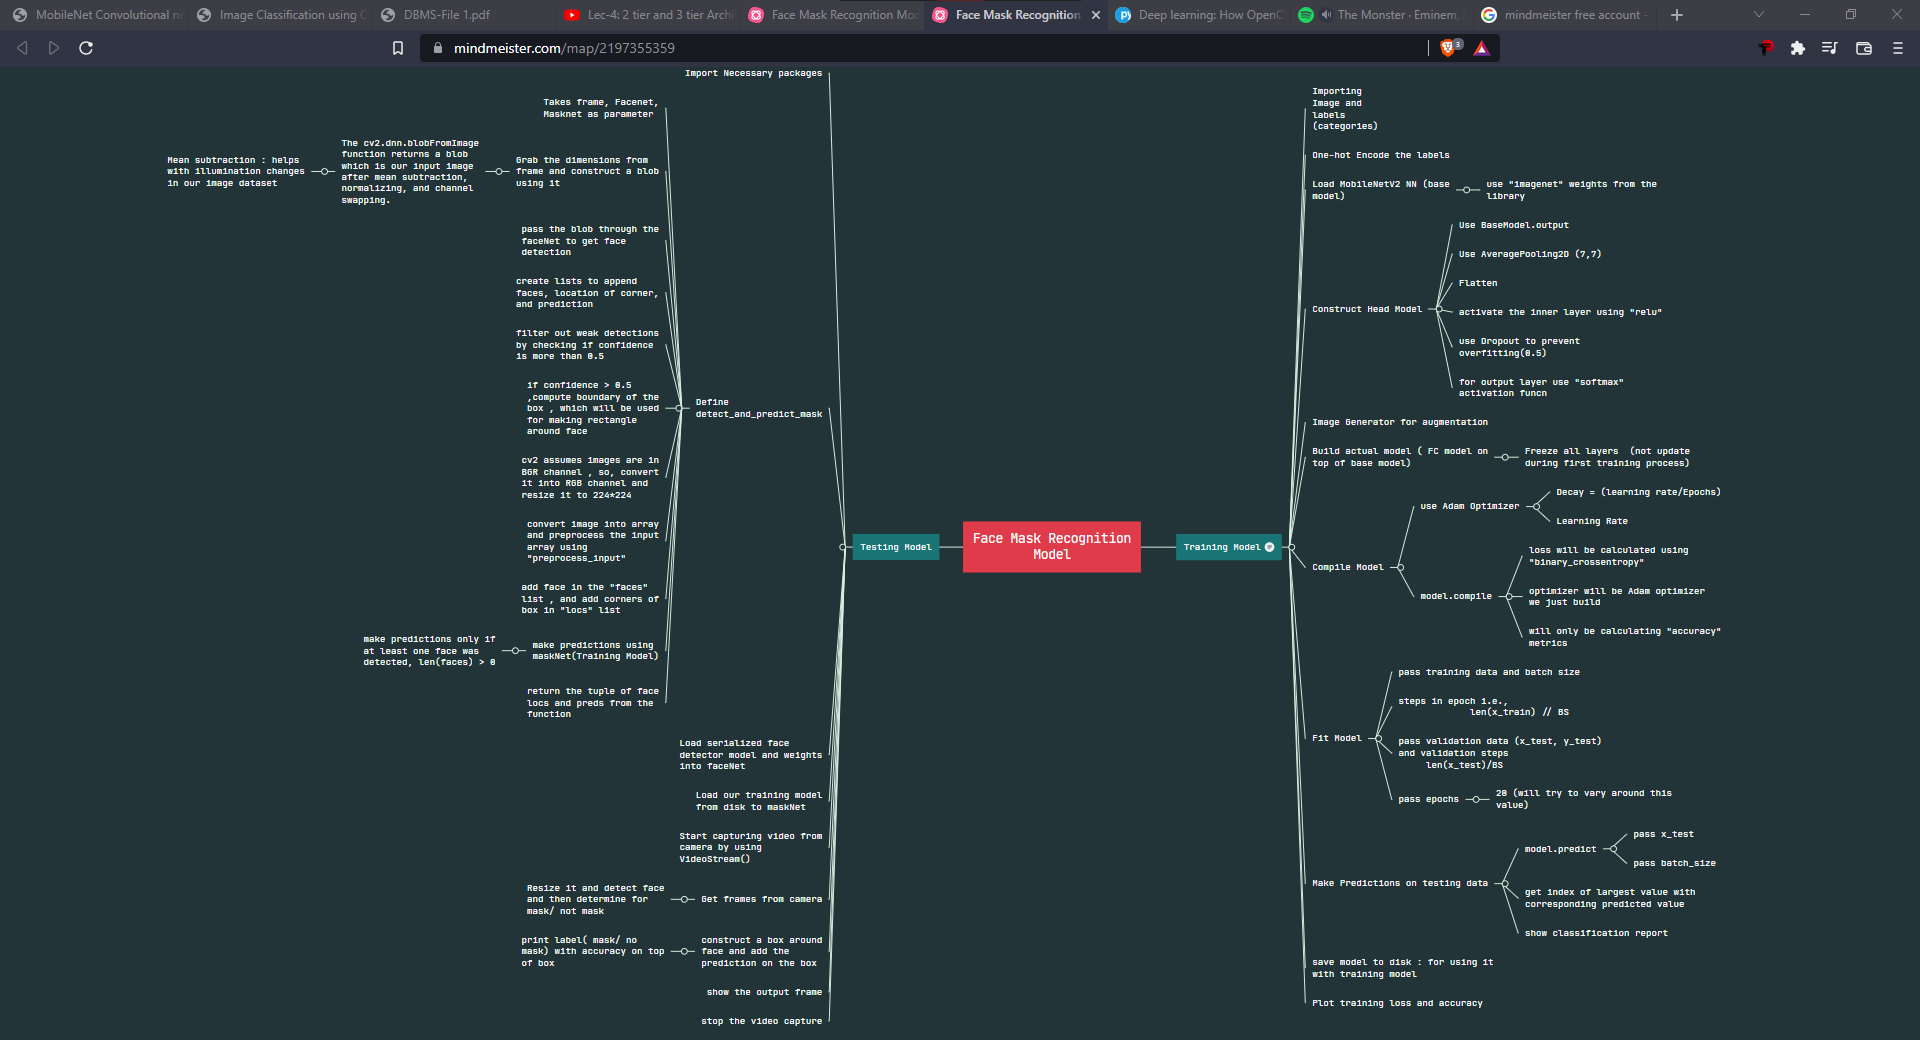 MobileNet Convolutional ne
Image Classification using C
DBMS-File 1.pdf
Lec-4: 2 tier and 3 tier Archi
Face Mask Recognition Mod
Face Mask Recognition
Deep learning: How OpenC
The Monster · Eminem,
mindmeister free account -
mindmeister.com/map/2197355359
3
Import Necessary packages
Takes frame, Facenet,
Masknet as parameter
Mean subtraction : helps
with illumination changes
in our image dataset
The cv2.dnn.blobFromImage
function returns a blob
which is our input image
after mean subtraction,
normalizing, and channel
swapping.
Grab the dimensions from
frame and construct a blob
using it
pass the blob through the
faceNet to get face
detection
create lists to append
faces, location of corner,
and prediction
filter out weak detections
by checking if confidence
is more than 0.5
if confidence > 0.5
,compute boundary of the
box , which will be used
for making rectangle
around face
cv2 assumes images are in
BGR channel , so, convert
it into RGB channel and
resize it to 224*224
convert image into array
and preprocess the input
array using
"preprocess_input"
add face in the "faces"
list , and add corners of
box in "locs" list
make predictions only if
at least one face was
detected, len(faces) > 0
make predictions using
maskNet(Training Model)
return the tuple of face
locs and preds from the
function
Define
detect_and_predict_mask
Load serialized face
detector model and weights
into faceNet
Load our training model
from disk to maskNet
Start capturing video from
camera by using
VideoStream()
Resize it and detect face
and then determine for
mask/ not mask
Get frames from camera
print label( mask/ no
mask) with accuracy on top
of box
construct a box around
face and add the
prediction on the box
show the output frame
stop the video capture
Testing Model
Face Mask Recognition
Model
Training Model
Importing
Image and
labels
(categories)
One-hot Encode the labels
Load MobileNetV2 NN (base
model)
use "imagenet" weights from the
library
Construct Head Model
Use BaseModel.output
Use AveragePooling2D (7,7)
Flatten
activate the inner layer using "relu"
use Dropout to prevent
overfitting(0.5)
for output layer use "softmax"
activation funcn
Image Generator for augmentation
Build actual model ( FC model on
top of base model)
Freeze all layers  (not update
during first training process)
Compile Model
use Adam Optimizer
Decay = (learning rate/Epochs)
Learning Rate
model.compile
loss will be calculated using
"binary_crossentropy"
optimizer will be Adam optimizer
we just build
will only be calculating "accuracy"
metrics
Fit Model
pass training data and batch size
steps in epoch i.e.,
len(x_train) // BS
pass validation data (x_test, y_test)
and validation steps
len(x_test)/BS
pass epochs
20 (will try to vary around this
value)
Make Predictions on testing data
model.predict
pass x_test
pass batch_size
get index of largest value with
corresponding predicted value
show classification report
save model to disk : for using it
with training model
Plot training loss and accuracy